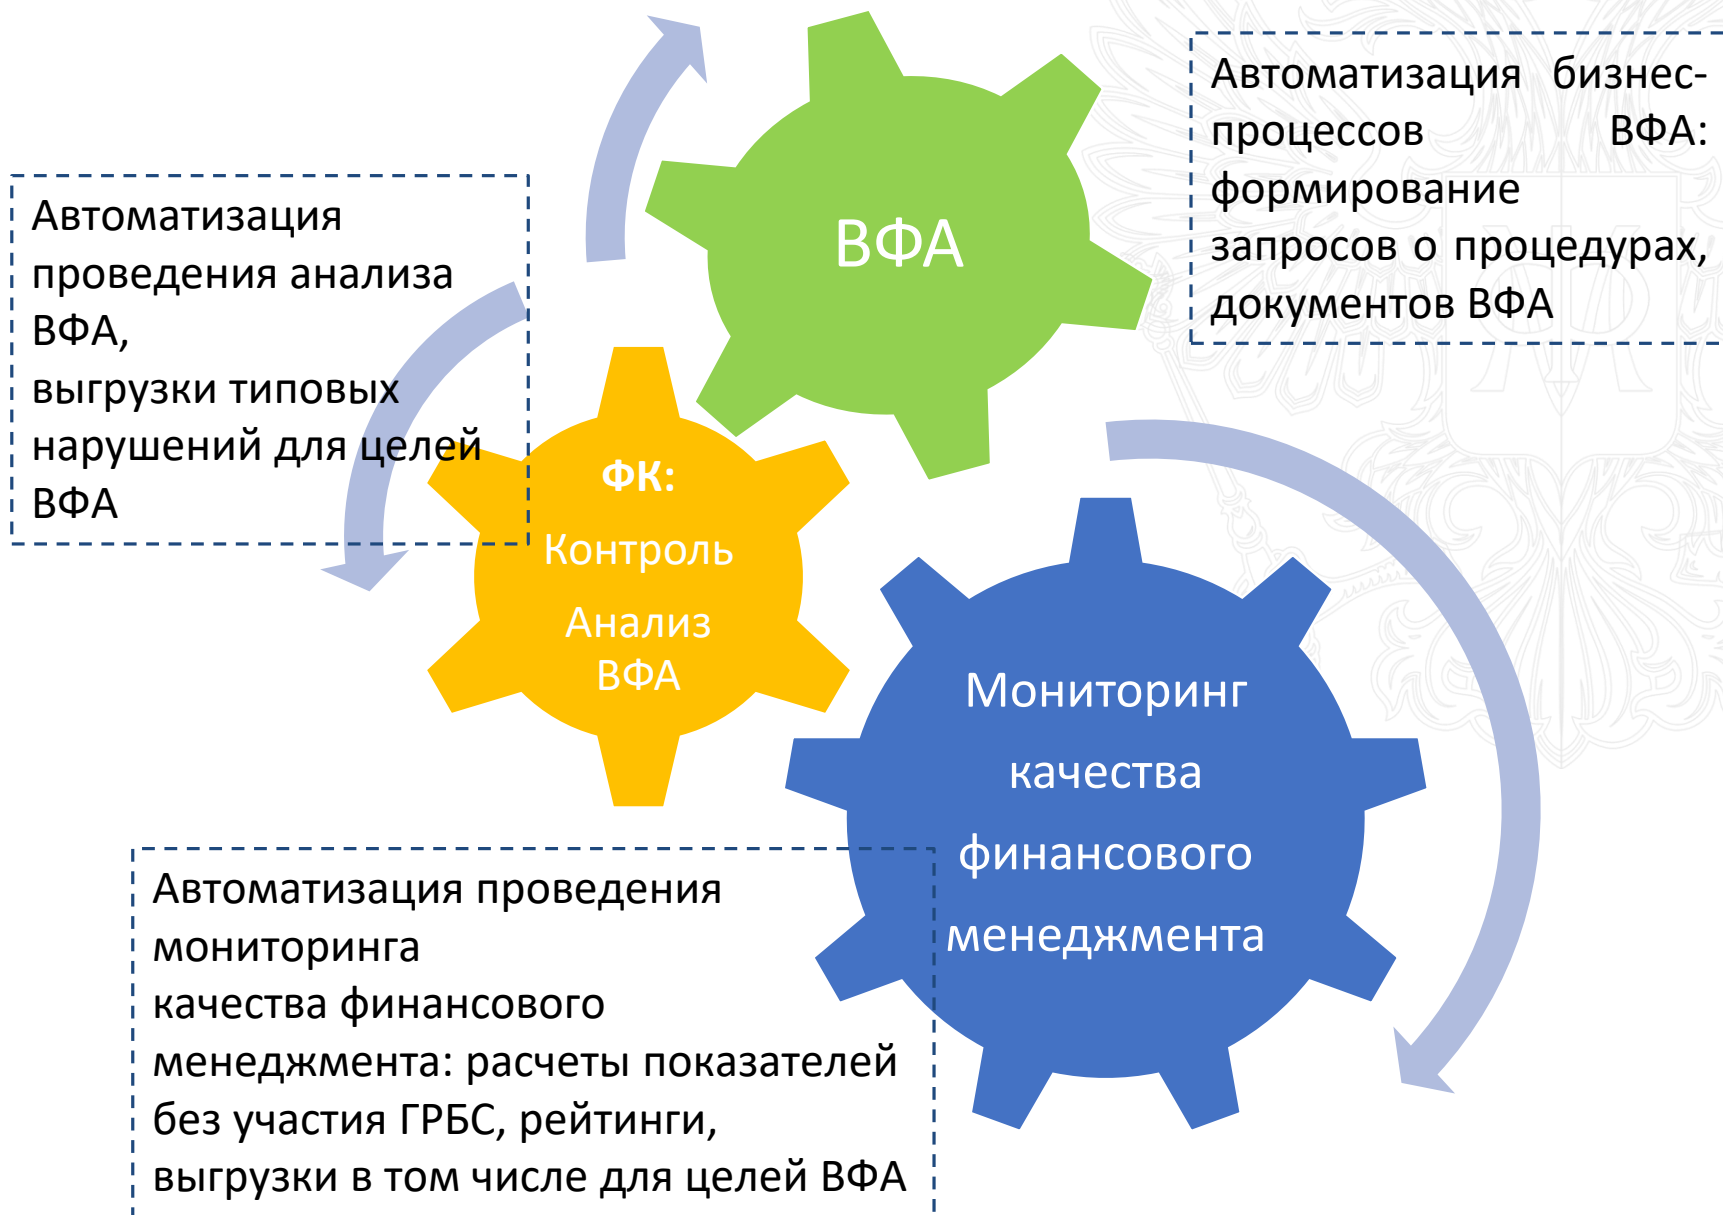 Автоматизация бизнес-
процессов ВФА:
формирование
запросов о процедурах,
документов ВФА
ВФА
Автоматизация
проведения анализа
ВФА,
выгрузки типовых
нарушений для целей
ВФА
ФК:
Контроль
Анализ
ВФА
Мониторинг
качества
финансового
менеджмента
Автоматизация проведения
мониторинга
качества финансового
менеджмента: расчеты показателей
без участия ГРБС, рейтинги,
выгрузки в том числе для целей ВФА